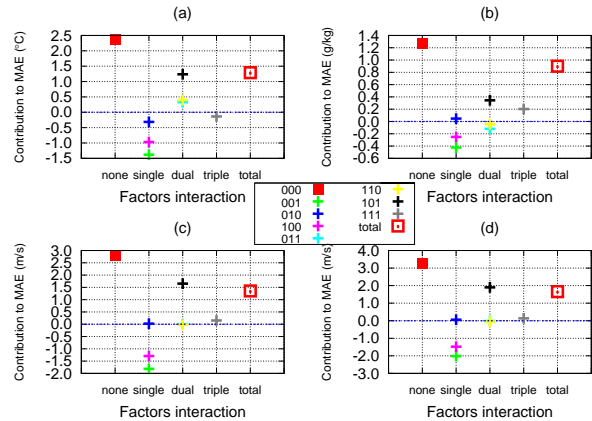 (a)
Contribution to MAE (°C)
2.5
2.0
1.5
1.0
0.5
0.0
-0.5
-1.0
-1.5
none single dual triple total
Factors interaction
(b)
Contribution to MAE (g/kg)
1.4
1.2
1.0
0.8
0.6
0.4
0.2
0.0
-0.2
-0.4
-0.6
none single dual triple total
Factors interaction
000
001
010
100
011
110
101
111
total
(c)
Contribution to MAE (m/s)
3.0
2.5
2.0
1.5
1.0
0.5
0.0
-0.5
-1.0
-1.5
-2.0
none single dual triple total
Factors interaction
(d)
Contribution to MAE (m/s)
4.0
3.0
2.0
1.0
0.0
-1.0
-2.0
-3.0
none single dual triple total
Factors interaction